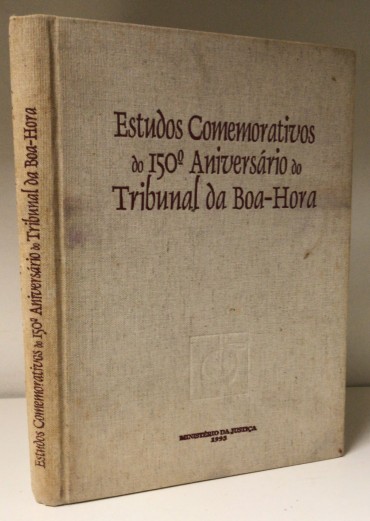 Estudos Comemorativos
do 150º Aniversário do
Tribunal da Boa-Hora
MINISTÉRIO DA JUSTIÇA
1995
Estudos Comemorativos do 150º Aniversário do Tribunal da Boa-Hora